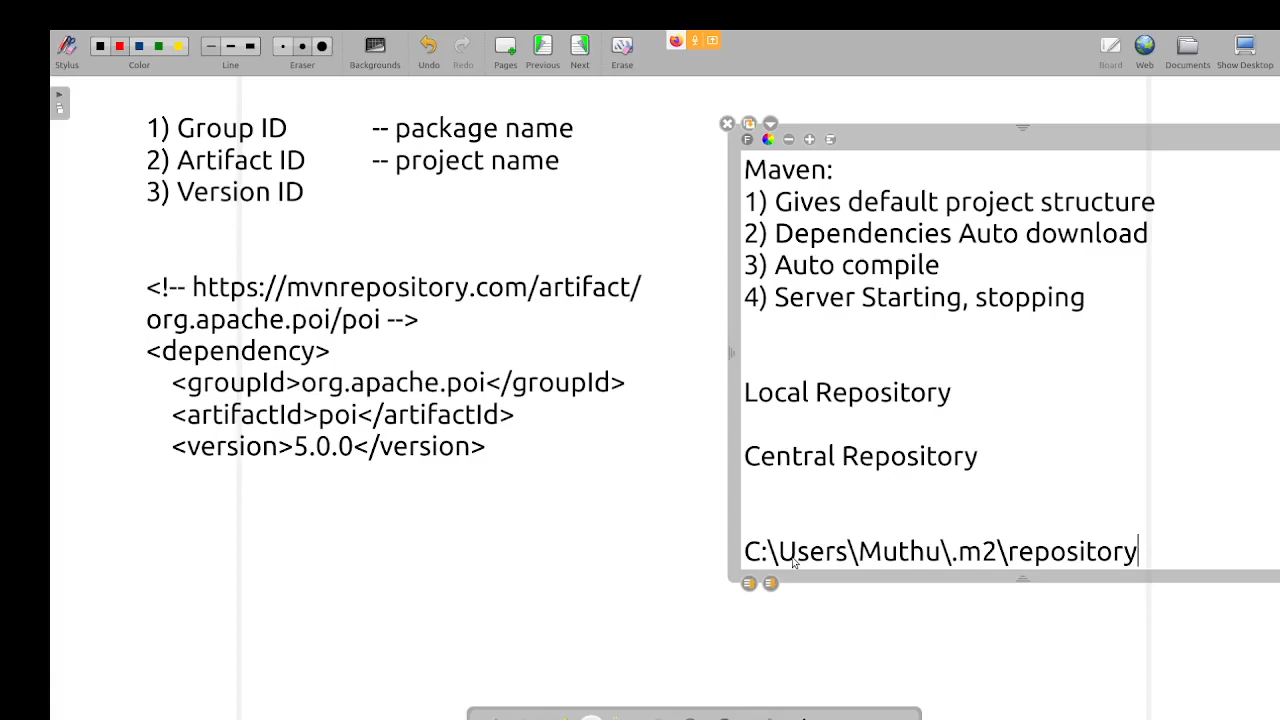 Stylus
Color
Line
Eraser
Backgrounds
Undo
Redo
Pages
Previous
Next
Erase
Board
Web
Documents
Show Desktop
1) Group ID -- package name
2) Artifact ID -- project name
3) Version ID
<!-- https://mvnrepository.com/artifact/
org.apache.poi/poi -->
<dependency>
<groupId>org.apache.poi</groupId>
<artifactId>poi</artifactId>
<version>5.0.0</version>
F
Maven:
1) Gives default project structure
2) Dependencies Auto download
3) Auto compile
4) Server Starting, stopping
Local Repository
Central Repository
C:\Users\Muthu\.m2\repository